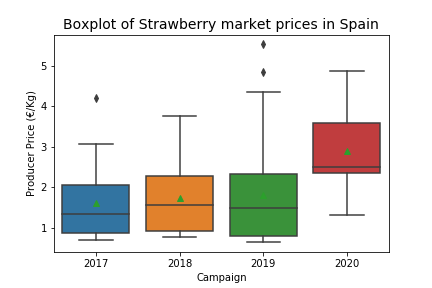 Boxplot of Strawberry market prices in Spain
Producer Price (€/Kg)
5
4
3
2
1
2017 2018 2019 2020
Campaign